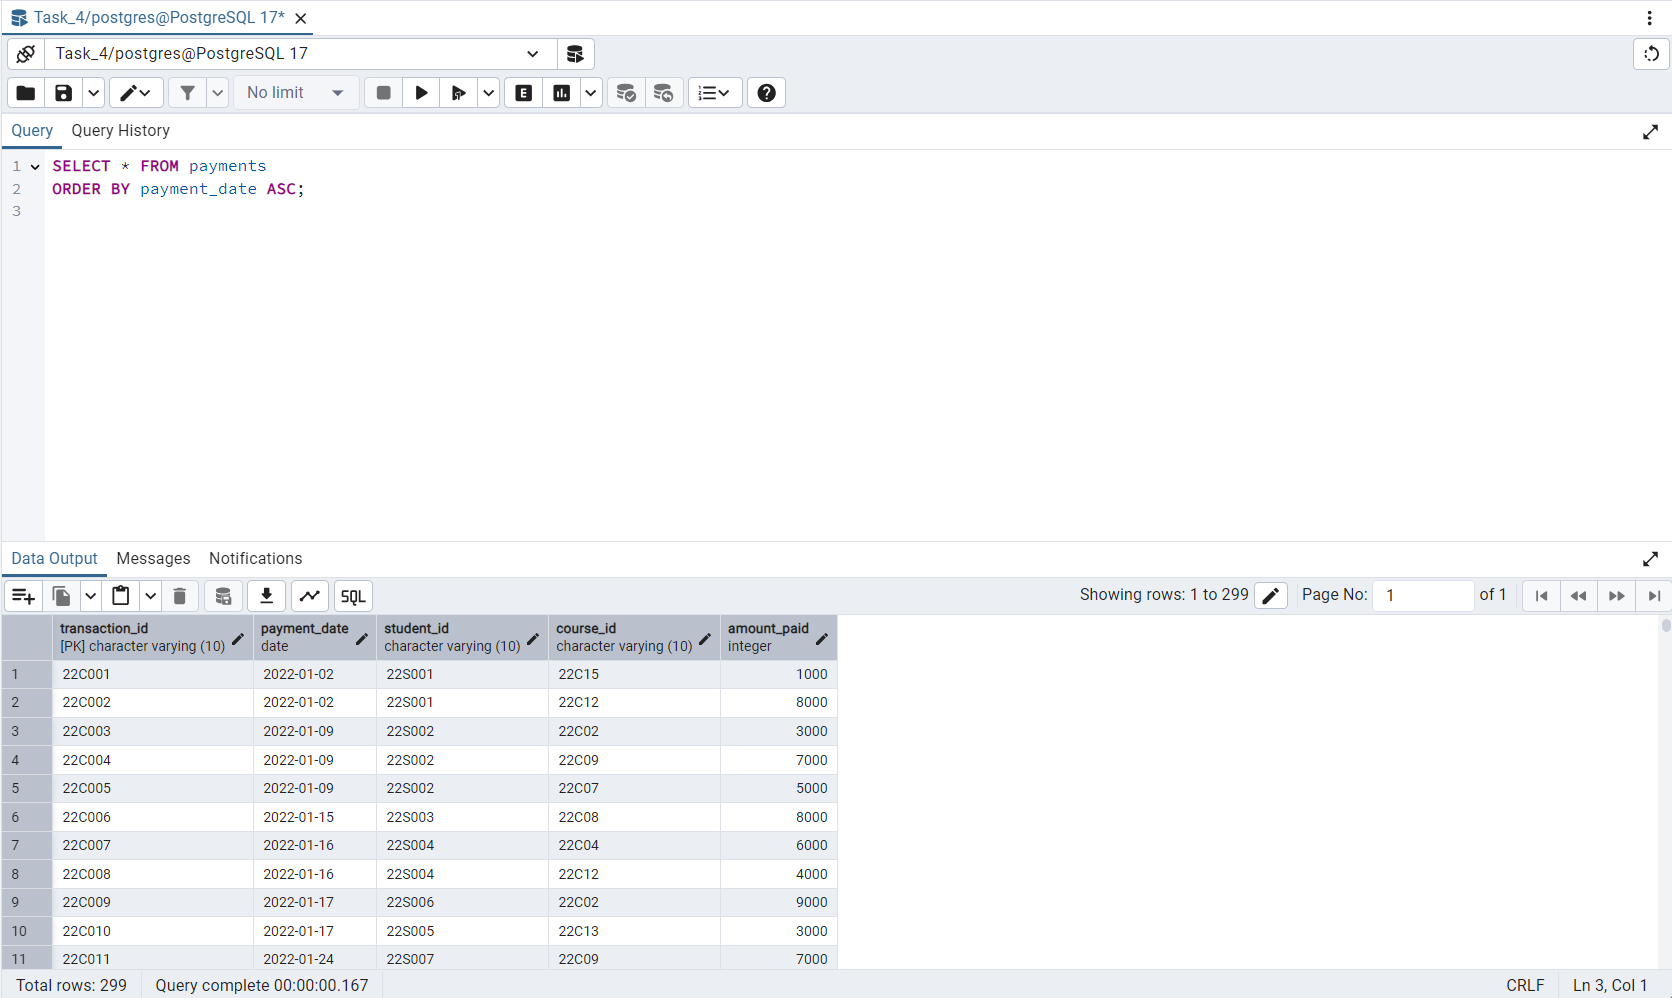 Task_4/postgres@PostgreSQL 17*
Task_4/postgres@PostgreSQL 17
No limit
Query Query History
1 SELECT * FROM payments
2 ORDER BY payment_date ASC;
3
Data Output Messages Notifications
SQL Showing rows: 1 to 299 Page No: 1 of 1
transaction_id payment_date student_id course_id amount_paid
[PK] character varying (10) date character varying (10) character varying (10) integer
1 22C001 2022-01-02 22S001 22C15 1000
2 22C002 2022-01-02 22S001 22C12 8000
3 22C003 2022-01-09 22S002 22C02 3000
4 22C004 2022-01-09 22S002 22C09 7000
5 22C005 2022-01-09 22S002 22C07 5000
6 22C006 2022-01-15 22S003 22C08 8000
7 22C007 2022-01-16 22S004 22C04 6000
8 22C008 2022-01-16 22S004 22C12 4000
9 22C009 2022-01-17 22S006 22C02 9000
10 22C010 2022-01-17 22S005 22C13 3000
11 22C011 2022-01-24 22S007 22C09 7000
Total rows: 299 Query complete 00:00:00.167 CRLF Ln 3, Col 1